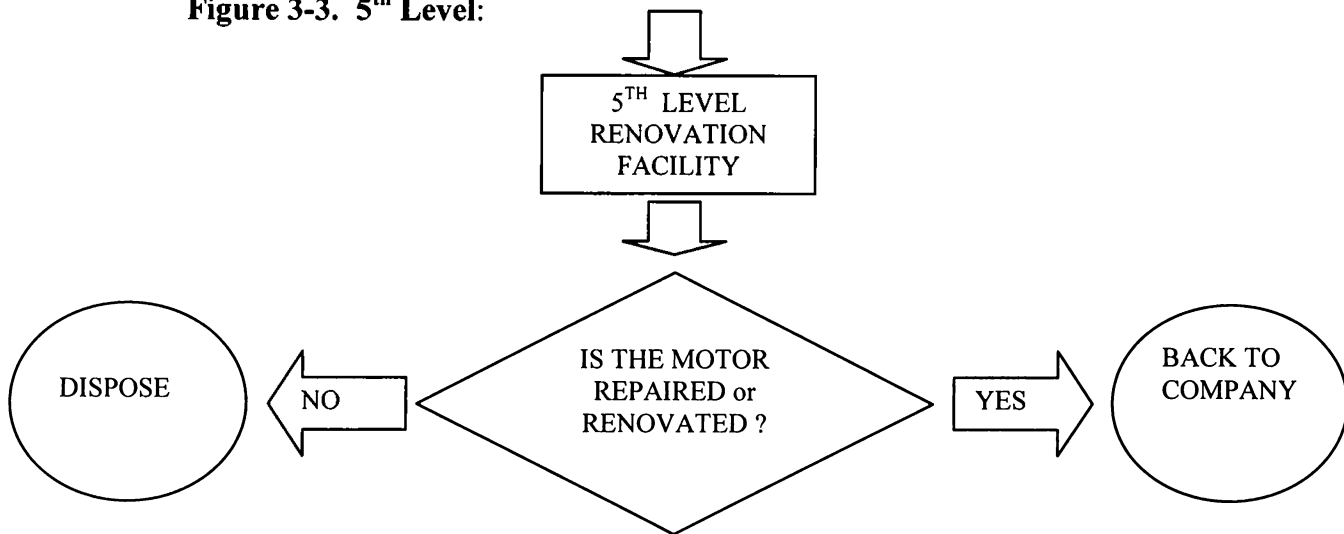 Figure 3-3. 5th Level:
5TH LEVEL
RENOVATION
FACILITY
IS THE MOTOR
REPAIRED or
RENOVATED ?
DISPOSE
NO
YES
BACK TO
COMPANY